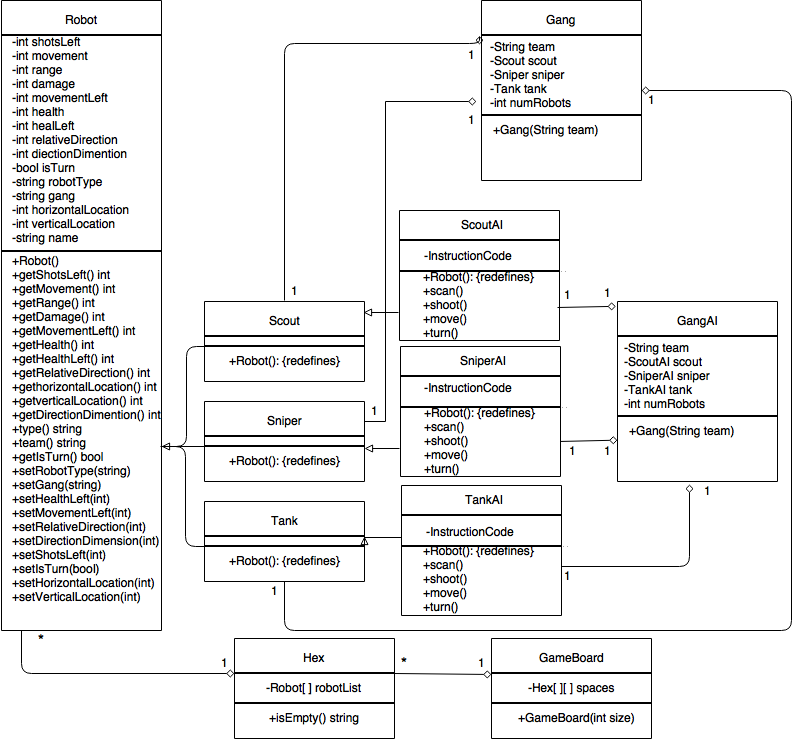 Robot
-int shotsLeft
-int movement
-int range
-int damage
-int movementLeft
-int health
-int healLeft
-int relativeDirection
-int diectionDimention
-bool isTurn
-string robotType
-string gang
-int horizontalLocation
-int verticalLocation
-string name
+Robot()
+getShotsLeft() int
+getMovement() int
+getRange() int
+getDamage() int
+getMovementLeft() int
+getHealth() int
+getHealthLeft() int
+getRelativeDirection() int
+gethorizontalLocation() int
+getverticalLocation() int
+getDirectionDimention() int
+type() string
+team() string
+getIsTurn() bool
+setRobotType(string)
+setGang(string)
+setHealthLeft(int)
+setMovementLeft(int)
+setRelativeDirection(int)
+setDirectionDimension(int)
+setShotsLeft(int)
+setIsTurn(bool)
+setHorizontalLocation(int)
+setVerticalLocation(int)
*
Gang
-String team
-Scout scout
-Sniper sniper
-Tank tank
-int numRobots
+Gang(String team)
1
1
1
ScoutAI
-InstructionCode
+Robot(): {redefines}
+scan()
+shoot()
+move()
+turn()
1
1
1
Scout
+Robot(): {redefines}
GangAI
-String team
-ScoutAI scout
-SniperAI sniper
-TankAI tank
-int numRobots
+Gang(String team)
SniperAI
-InstructionCode
+Robot(): {redefines}
+scan()
+shoot()
+move()
+turn()
1
1
1
Sniper
+Robot(): {redefines}
TankAI
-InstructionCode
+Robot(): {redefines}
+scan()
+shoot()
+move()
+turn()
1
1
Tank
+Robot(): {redefines}
1
1
Hex
-Robot[ ] robotList
+isEmpty() string
*
1
GameBoard
-Hex[ ][ ] spaces
+GameBoard(int size)